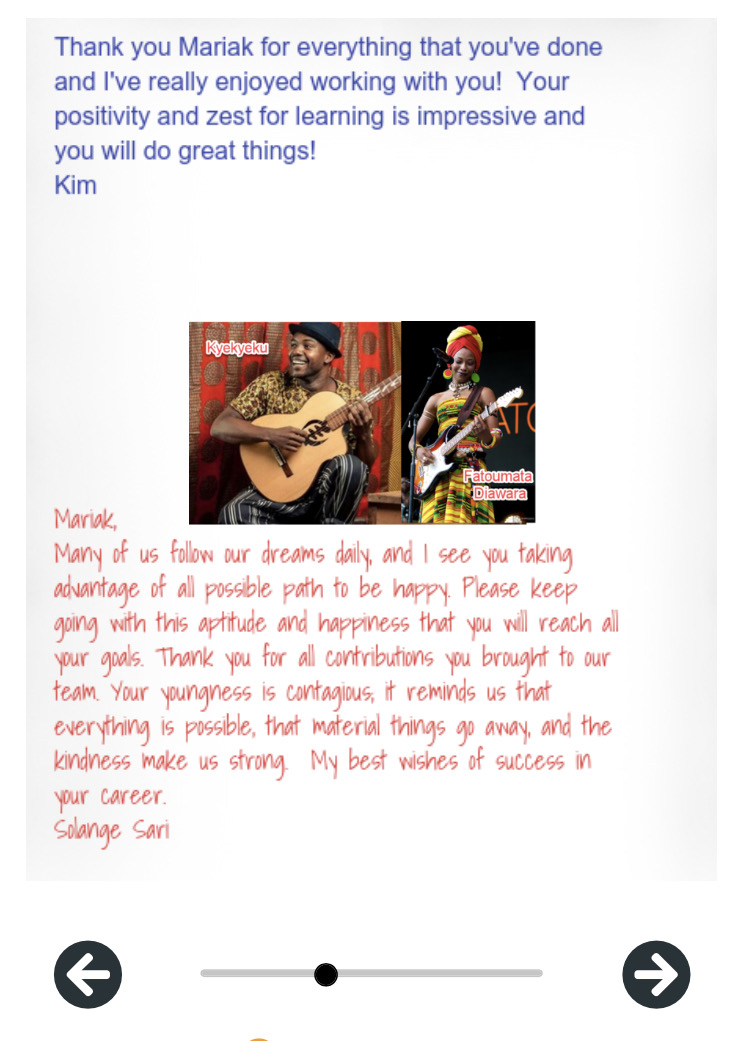 Thank you Mariak for everything that you've done
and I've really enjoyed working with you!  Your
positivity and zest for learning is impressive and
you will do great things!
Kim
Kyekyeku
ATO
Fatoumata
Diawara
Mariak,
Many of us follow our dreams daily, and I see you taking
advantage of all possible path to be happy. Please keep
going with this aptitude and happiness that you will reach all
your goals. Thank you for all contributions you brought to our
team. Your youngness is contagious, it reminds us that
everything is possible, that material things go away, and the
kindness make us strong.  My best wishes of success in
your career.
Solange Sari